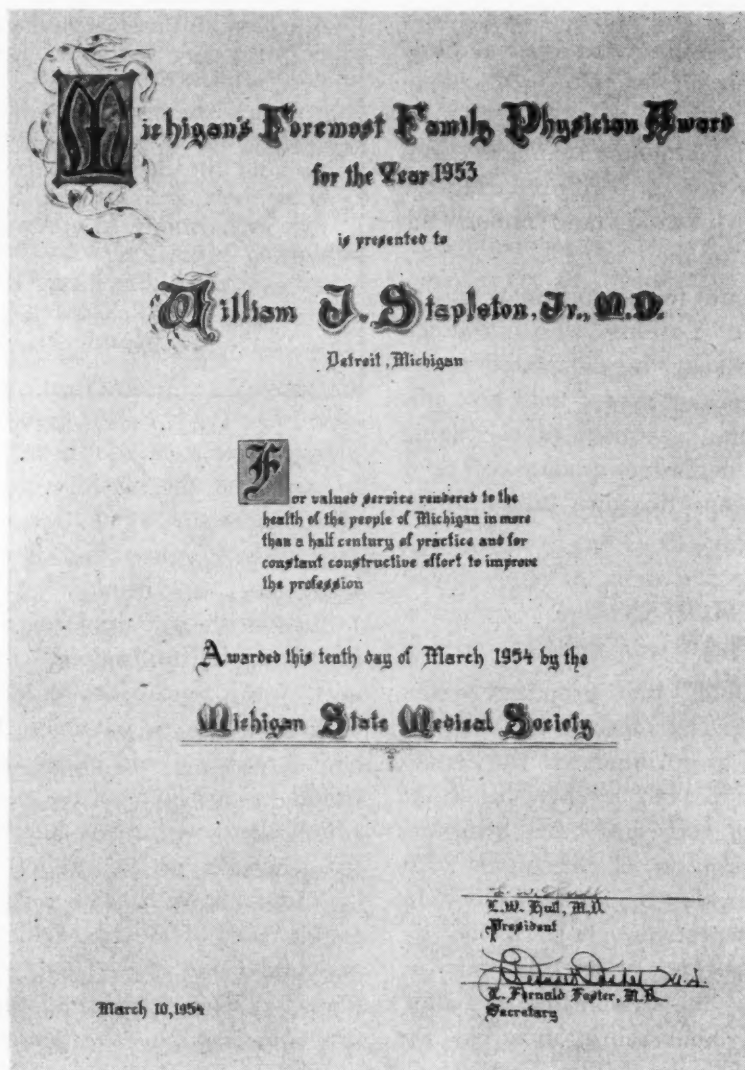 Michigan's Foremost Family Physician Award
for the Year 1953
is presented to
William J. Stapleton, Jr., M.D.
Detroit, Michigan
For valued service rendered to the
health of the people of Michigan in more
than a half century of practice and for
constant constructive effort to improve
the profession
Awarded this tenth day of March 1954 by the
Michigan State Medical Society
L. W. Hull
L.W. Hull, M.D.
President
L. Fernald Foster M.D.
L. Fernald Foster, M.D.
Secretary
March 10, 1954